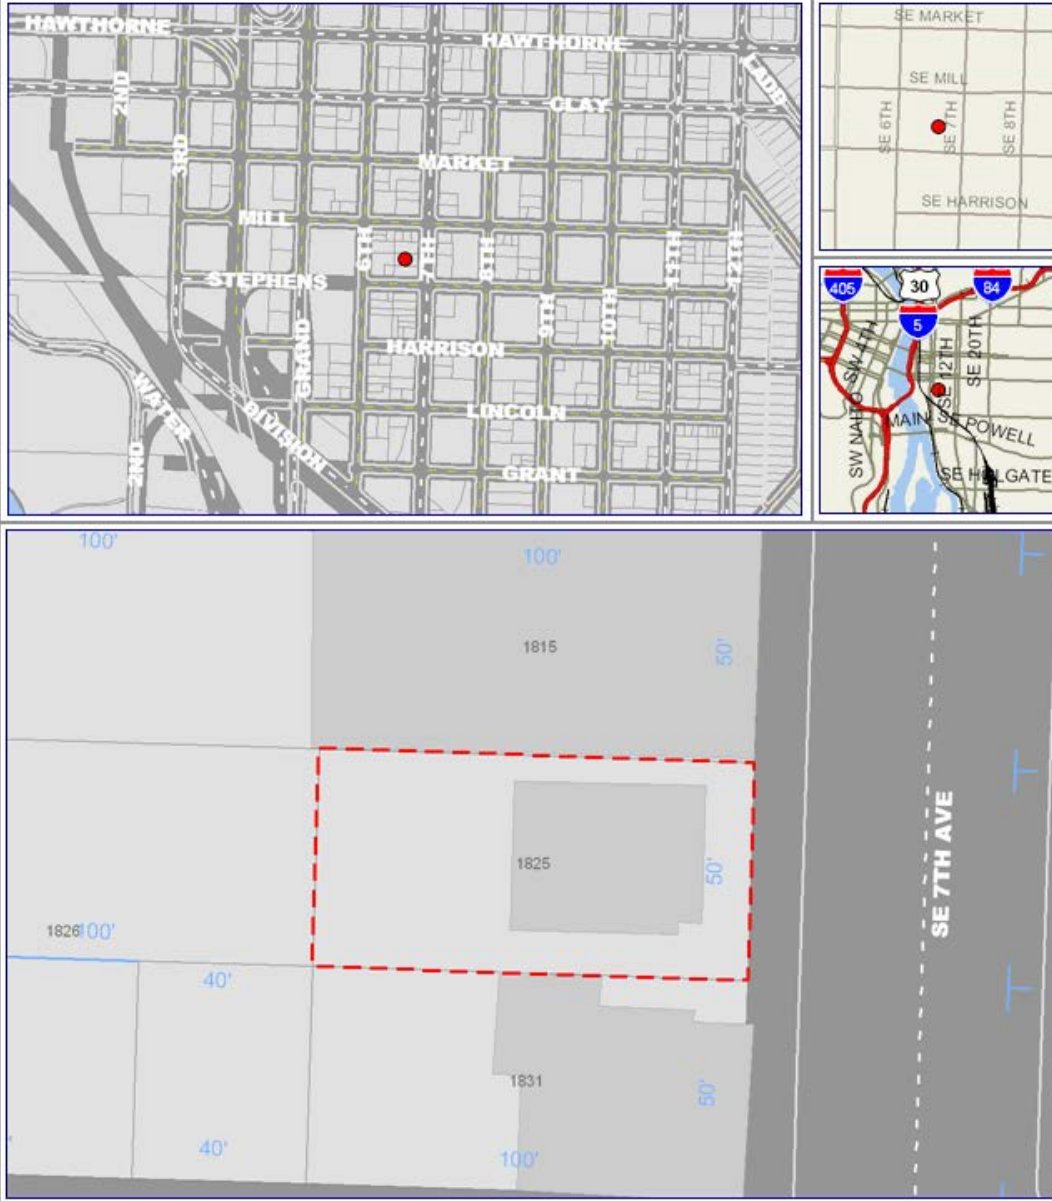 HAWTHORNE
HAWTHORNE
LADD
2ND
CLAY
3RD
MARKET
MILL
6TH
7TH
8TH
11TH
12TH
STEPHENS
9TH
10TH
GRAND
HARRISON
WATER
DIVISION
LINCOLN
2ND
GRANT
SE MARKET
SE MILL
SE 6TH
SE 7TH
SE 8TH
SE HARRISON
405
30
84
5
SW 4TH
SE 12TH
SE 20TH
SW NAITO
MAIN
SE POWELL
SE HOLGATE
100'
100'
1815
50'
1825
50'
SE 7TH AVE
1826
100'
40'
1831
50'
40'
100'